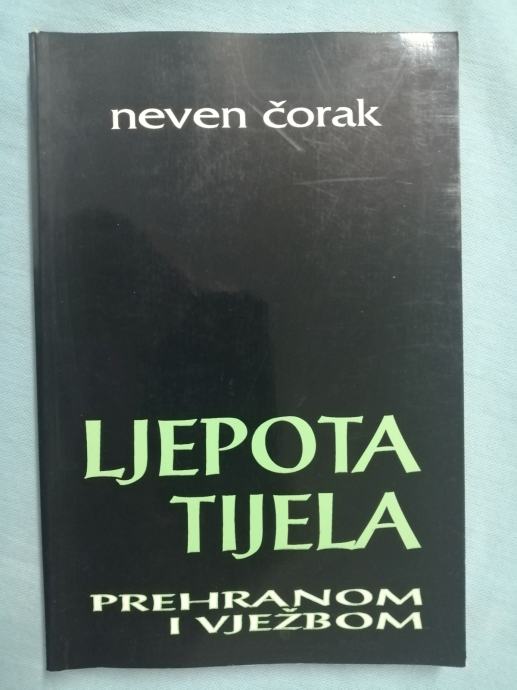 neven čorak
LJEPOTA
TIJELA
PREHRANOM
I VJEŽBOM